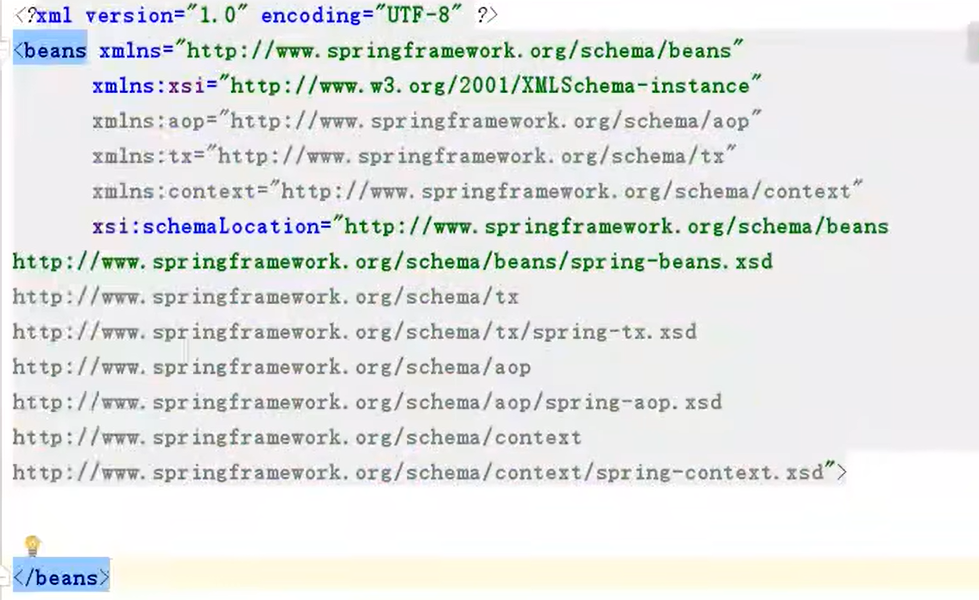 <?xml version="1.0" encoding="UTF-8" ?>
<beans xmlns="http://www.springframework.org/schema/beans"
xmlns:xsi="http://www.w3.org/2001/XMLSchema-instance"
xmlns:aop="http://www.springframework.org/schema/aop"
xmlns:tx="http://www.springframework.org/schema/tx"
xmlns:context="http://www.springframework.org/schema/context"
xsi:schemaLocation="http://www.springframework.org/schema/beans
http://www.springframework.org/schema/beans/spring-beans.xsd
http://www.springframework.org/schema/tx
http://www.springframework.org/schema/tx/spring-tx.xsd
http://www.springframework.org/schema/aop
http://www.springframework.org/schema/aop/spring-aop.xsd
http://www.springframework.org/schema/context
http://www.springframework.org/schema/context/spring-context.xsd">
</beans>